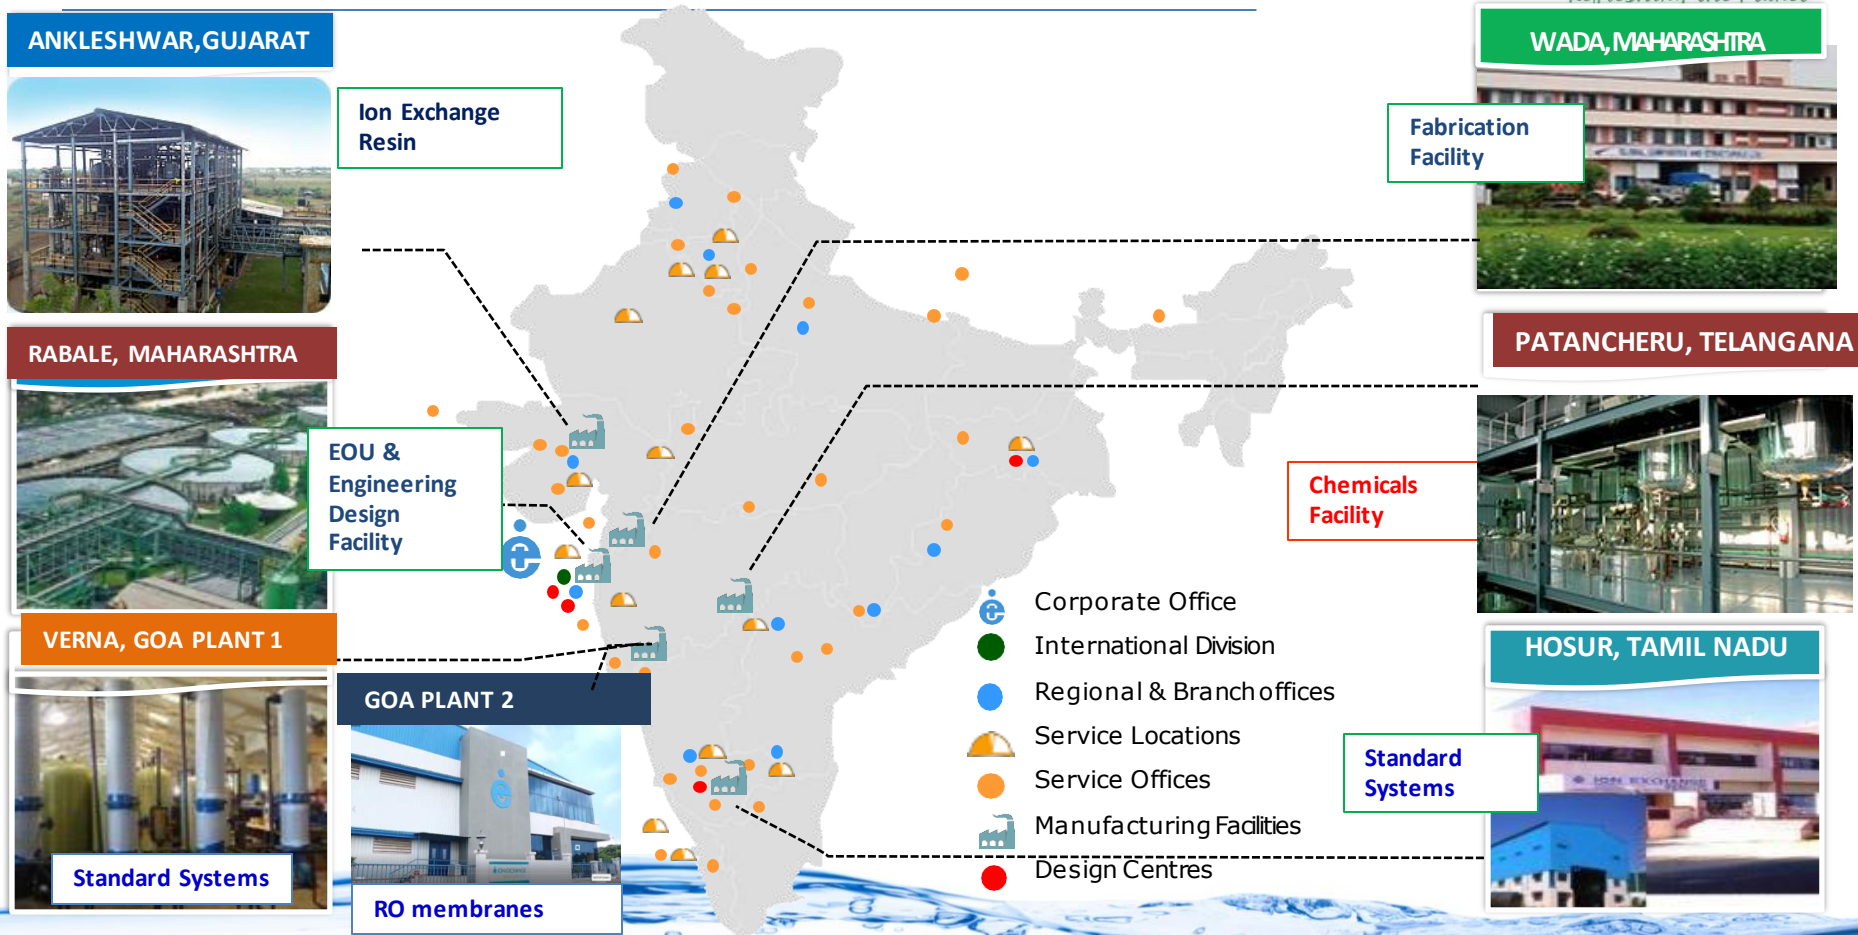 ANKLESHWAR,GUJARAT
Ion Exchange
Resin
RABALE, MAHARASHTRA
EOU &
Engineering
Design
Facility
VERNA, GOA PLANT 1
Standard Systems
GOA PLANT 2
RO membranes
WADA, MAHARASHTRA
Fabrication
Facility
PATANCHERU, TELANGANA
Chemicals
Facility
HOSUR, TAMIL NADU
ION EXCHANGE
Standard
Systems
Corporate Office
International Division
Regional & Branch offices
Service Locations
Service Offices
Manufacturing Facilities
Design Centres